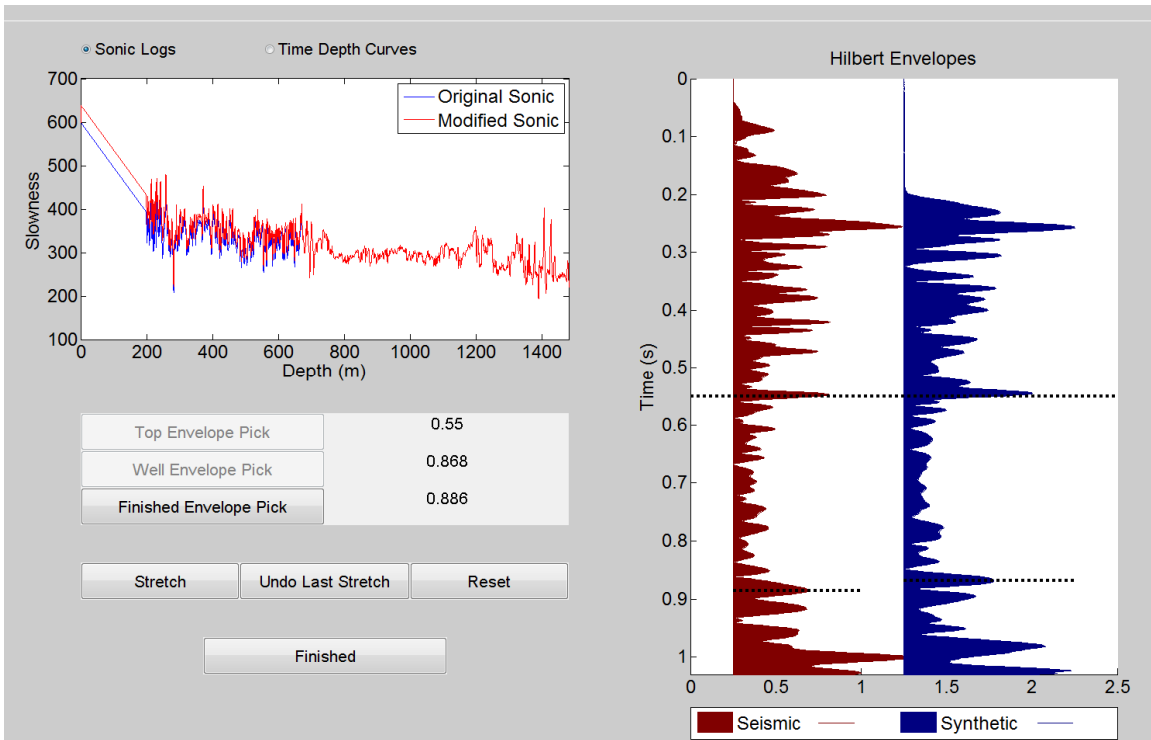 Sonic Logs
Time Depth Curves
700
600
500
400
300
200
100
Slowness
Original Sonic
Modified Sonic
0 200 400 600 800 1000 1200 1400
Depth (m)
Top Envelope Pick 0.55
Well Envelope Pick 0.868
Finished Envelope Pick 0.886
Stretch Undo Last Stretch Reset
Finished
Hilbert Envelopes
0
0.1
0.2
0.3
0.4
0.5
0.6
0.7
0.8
0.9
1
Time (s)
0 0.5 1 1.5 2 2.5
Seismic Synthetic